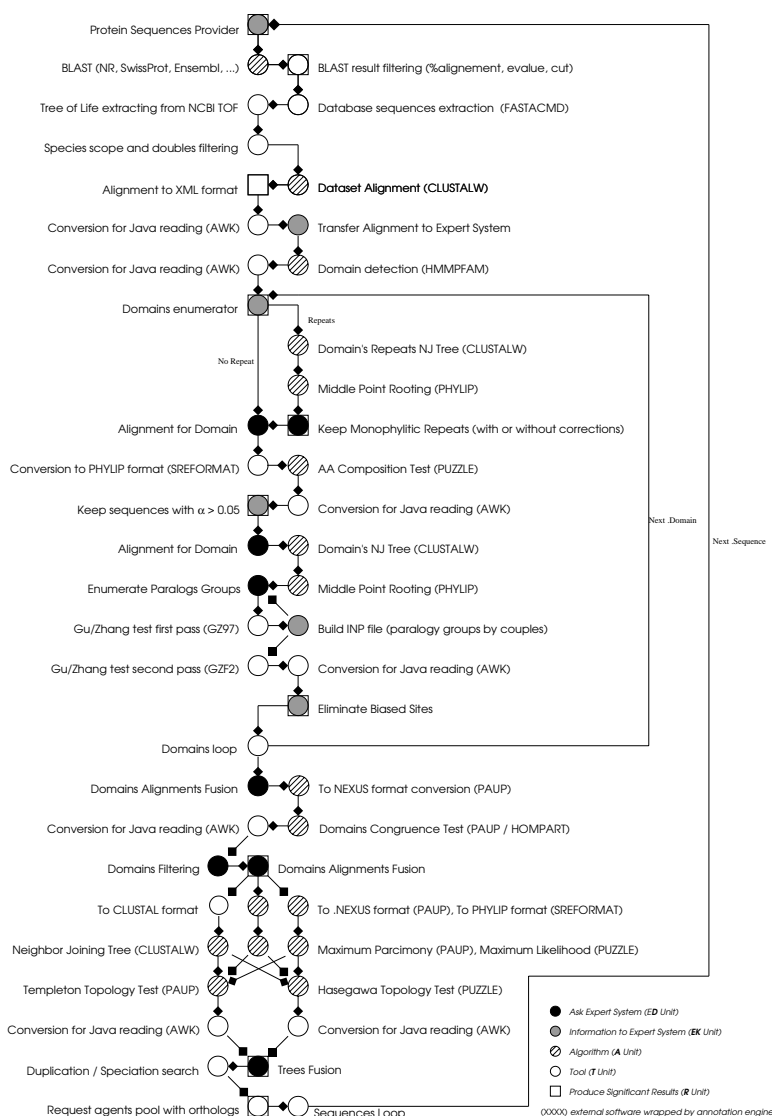 Protein Sequences Provider
BLAST (NR, SwissProt, Ensembl, ...)
BLAST result filtering (%alignement, evalue, cut)
Tree of Life extracting from NCBI TOF
Database sequences extraction (FASTACMD)
Species scope and doubles filtering
Alignment to XML format
Dataset Alignment (CLUSTALW)
Conversion for Java reading (AWK)
Transfer Alignment to Expert System
Conversion for Java reading (AWK)
Domain detection (HMMPFAM)
Domains enumerator
Repeats
Domain's Repeats NJ Tree (CLUSTALW)
No Repeat
Middle Point Rooting (PHYLIP)
Alignment for Domain
Keep Monophylitic Repeats (with or without corrections)
Conversion to PHYLIP format (SREFORMAT)
AA Composition Test (PUZZLE)
Keep sequences with α > 0.05
Conversion for Java reading (AWK)
Next .Domain
Next .Sequence
Alignment for Domain
Domain's NJ Tree (CLUSTALW)
Enumerate Paralogs Groups
Middle Point Rooting (PHYLIP)
Gu/Zhang test first pass (GZ97)
Build INP file (paralogy groups by couples)
Gu/Zhang test second pass (GZF2)
Conversion for Java reading (AWK)
Eliminate Biased Sites
Domains loop
Domains Alignments Fusion
To NEXUS format conversion (PAUP)
Conversion for Java reading (AWK)
Domains Congruence Test (PAUP / HOMPART)
Domains Filtering
Domains Alignments Fusion
To CLUSTAL format
To .NEXUS format (PAUP), To PHYLIP format (SREFORMAT)
Neighbor Joining Tree (CLUSTALW)
Maximum Parcimony (PAUP), Maximum Likelihood (PUZZLE)
Templeton Topology Test (PAUP)
Hasegawa Topology Test (PUZZLE)
Conversion for Java reading (AWK)
Conversion for Java reading (AWK)
Duplication / Speciation search
Trees Fusion
Request agents pool with orthologs
Sequences Loop
Ask Expert System (ED Unit)
Information to Expert System (EK Unit)
Algorithm (A Unit)
Tool (T Unit)
Produce Significant Results (R Unit)
(XXXX) external software wrapped by annotation engine